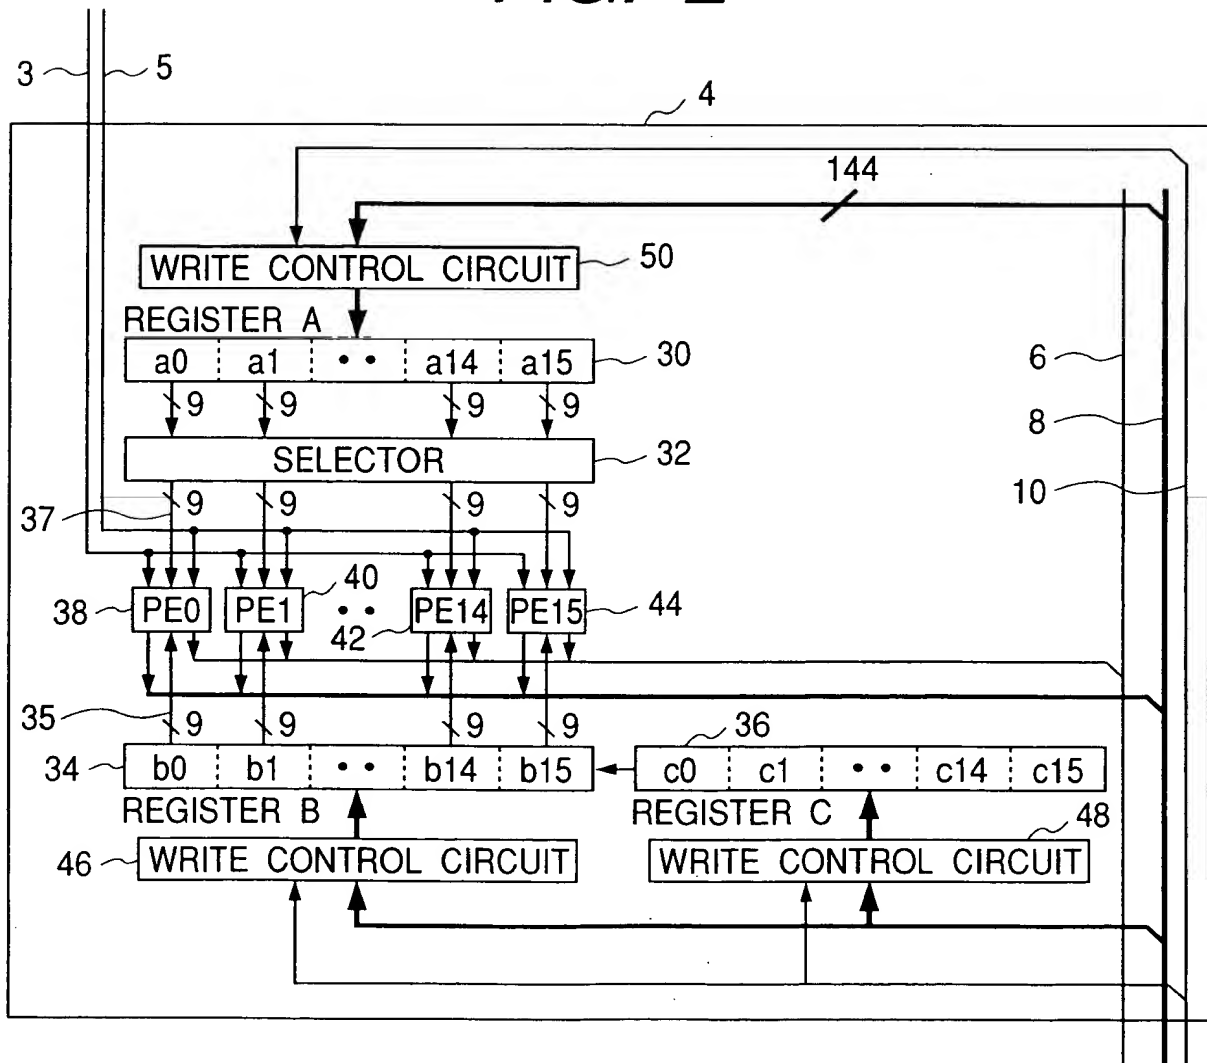 3 5
4
144
WRITE CONTROL CIRCUIT 50
REGISTER A
a0 a1 •• a14 a15 30
6
9 9 9 9
8
SELECTOR 32
10
9 9 9 9
37
40
38 PE0 PE1 •• PE14 PE15 44
42
35 9 9 9 9
36
34 b0 b1 •• b14 b15 c0 c1 •• c14 c15
REGISTER B REGISTER C
48
46 WRITE CONTROL CIRCUIT WRITE CONTROL CIRCUIT